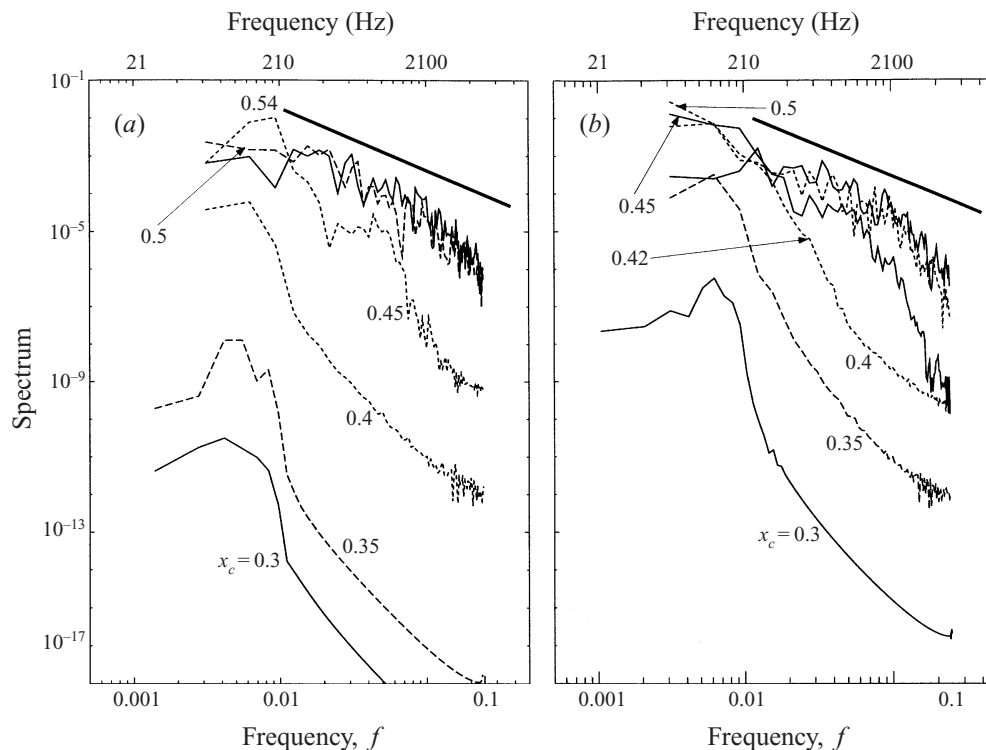 Frequency (Hz)
Frequency (Hz)
21 210 2100
21 210 2100
10⁻¹
10⁻⁵
10⁻⁹
10⁻¹³
10⁻¹⁷
Spectrum
(a)
0.54
0.5
0.45
0.4
0.35
x_c = 0.3
(b)
0.5
0.45
0.42
0.4
0.35
x_c = 0.3
0.001 0.01 0.1
0.001 0.01 0.1
Frequency, f
Frequency, f